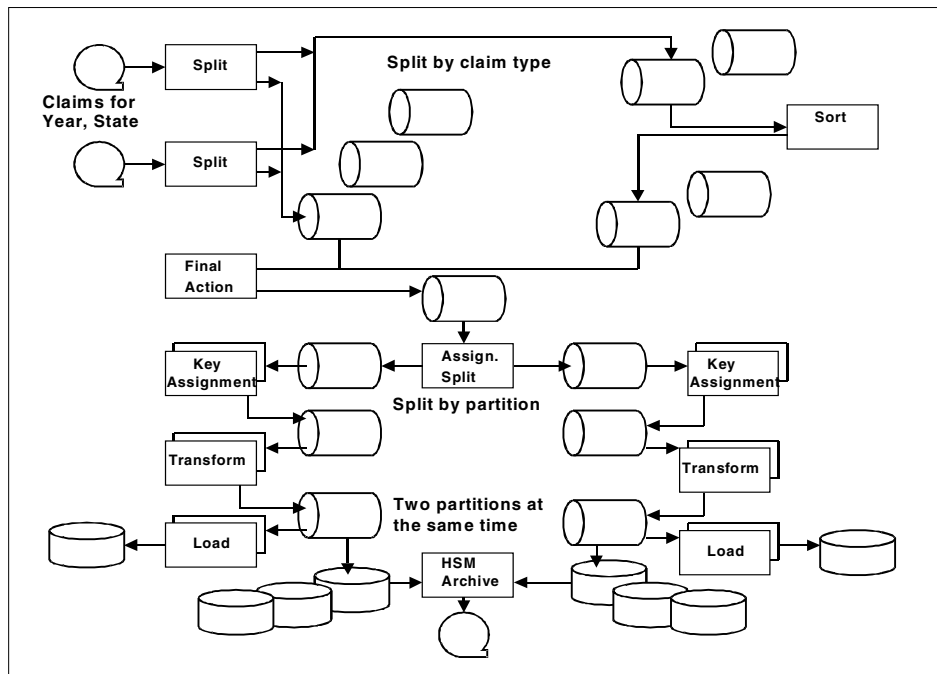 Split
Split by claim type
Claims for
Year, State
Sort
Split
Final
Action
Assign.
Split
Key
Assignment
Key
Assignment
Split by partition
Transform
Transform
Two partitions at
the same time
Load
Load
HSM
Archive